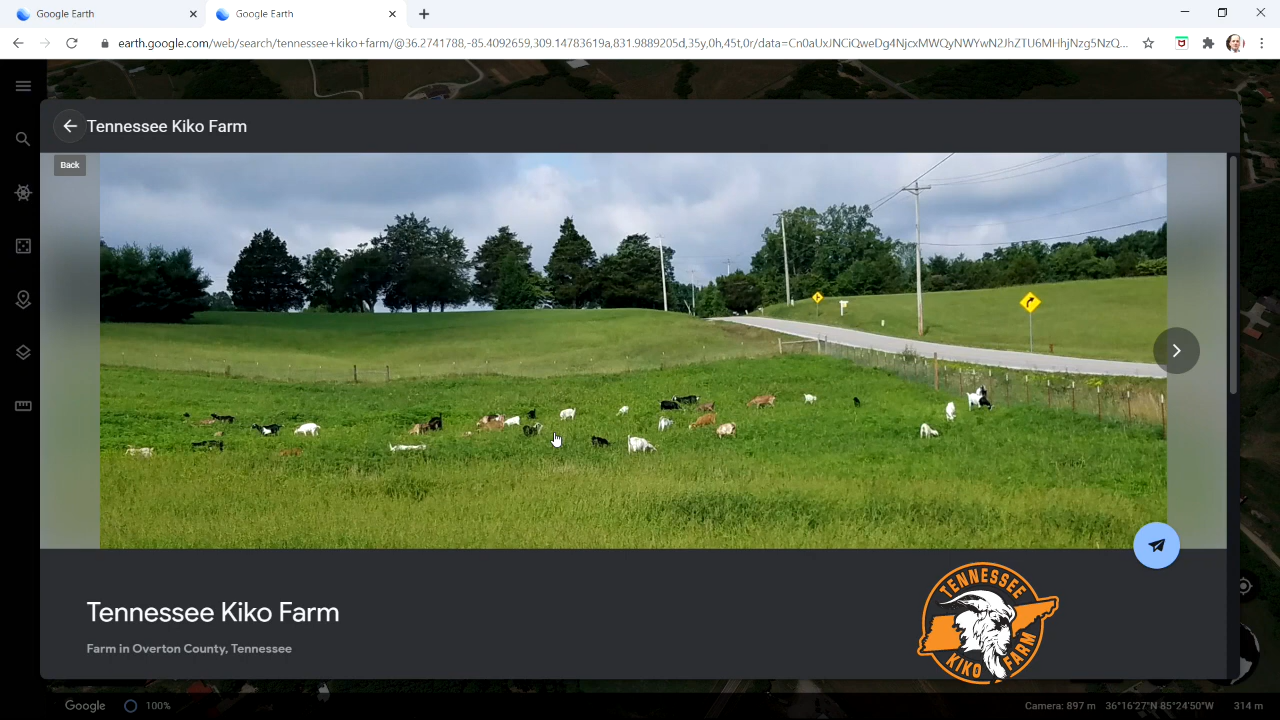 Google Earth
Google Earth
earth.google.com/web/search/tennessee+kiko+farm/@36.2741788,-85.4092659,309.14783619a,831.9889205d,35y,0h,45t,0r/data=Cn0aUxJNCiQweDg4NjcxMWQyNWYwN2JhZTU6MHhjNzg5NzQ...
Tennessee Kiko Farm
Back
Tennessee Kiko Farm
Farm in Overton County, Tennessee
TENNESSEE
KIKO FARM
Google
100%
Camera: 897 m
36°16'27"N 85°24'50"W
314 m